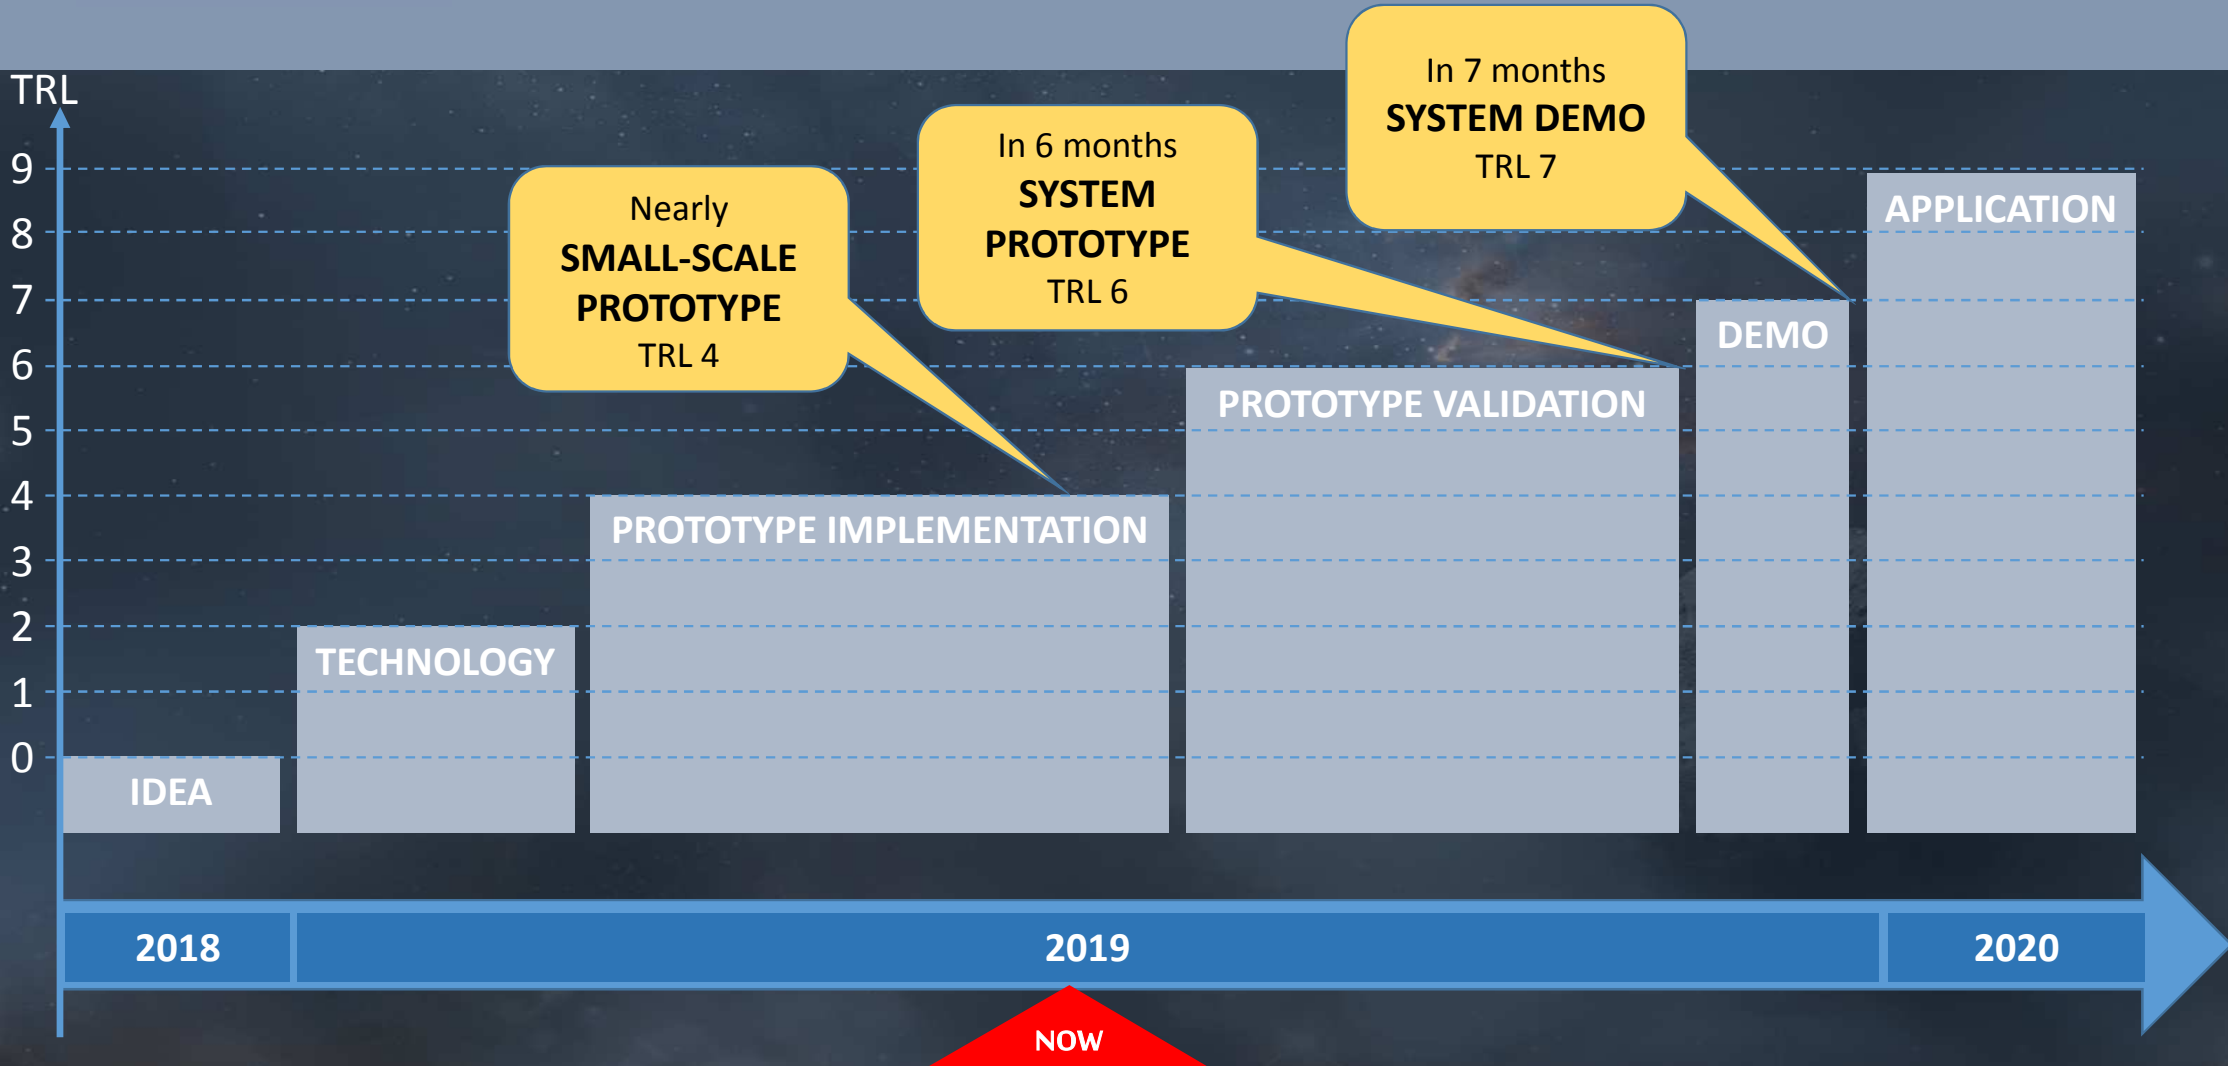 TRL
9
8
7
6
5
4
3
2
1
0
Nearly
SMALL-SCALE
PROTOTYPE
TRL 4
In 6 months
SYSTEM
PROTOTYPE
TRL 6
In 7 months
SYSTEM DEMO
TRL 7
IDEA
TECHNOLOGY
PROTOTYPE IMPLEMENTATION
PROTOTYPE VALIDATION
DEMO
APPLICATION
2018
2019
2020
NOW